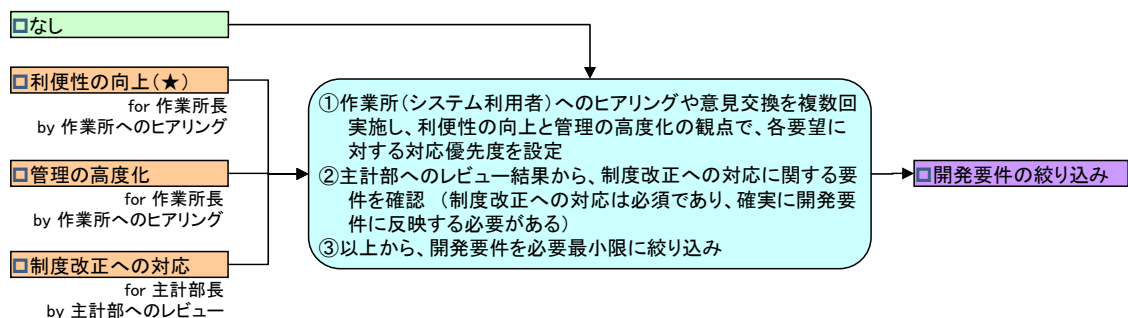 なし
利便性の向上(★)
for 作業所長
by 作業所へのヒアリング
管理の高度化
for 作業所長
by 作業所へのヒアリング
制度改正への対応
for 主計部長
by 主計部へのレビュー
①作業所(システム利用者)へのヒアリングや意見交換を複数回
実施し、利便性の向上と管理の高度化の観点で、各要望に
対する対応優先度を設定
②主計部へのレビュー結果から、制度改正への対応に関する要
件を確認 (制度改正への対応は必須であり、確実に開発要
件に反映する必要がある)
③以上から、開発要件を必要最小限に絞り込み
開発要件の絞り込み